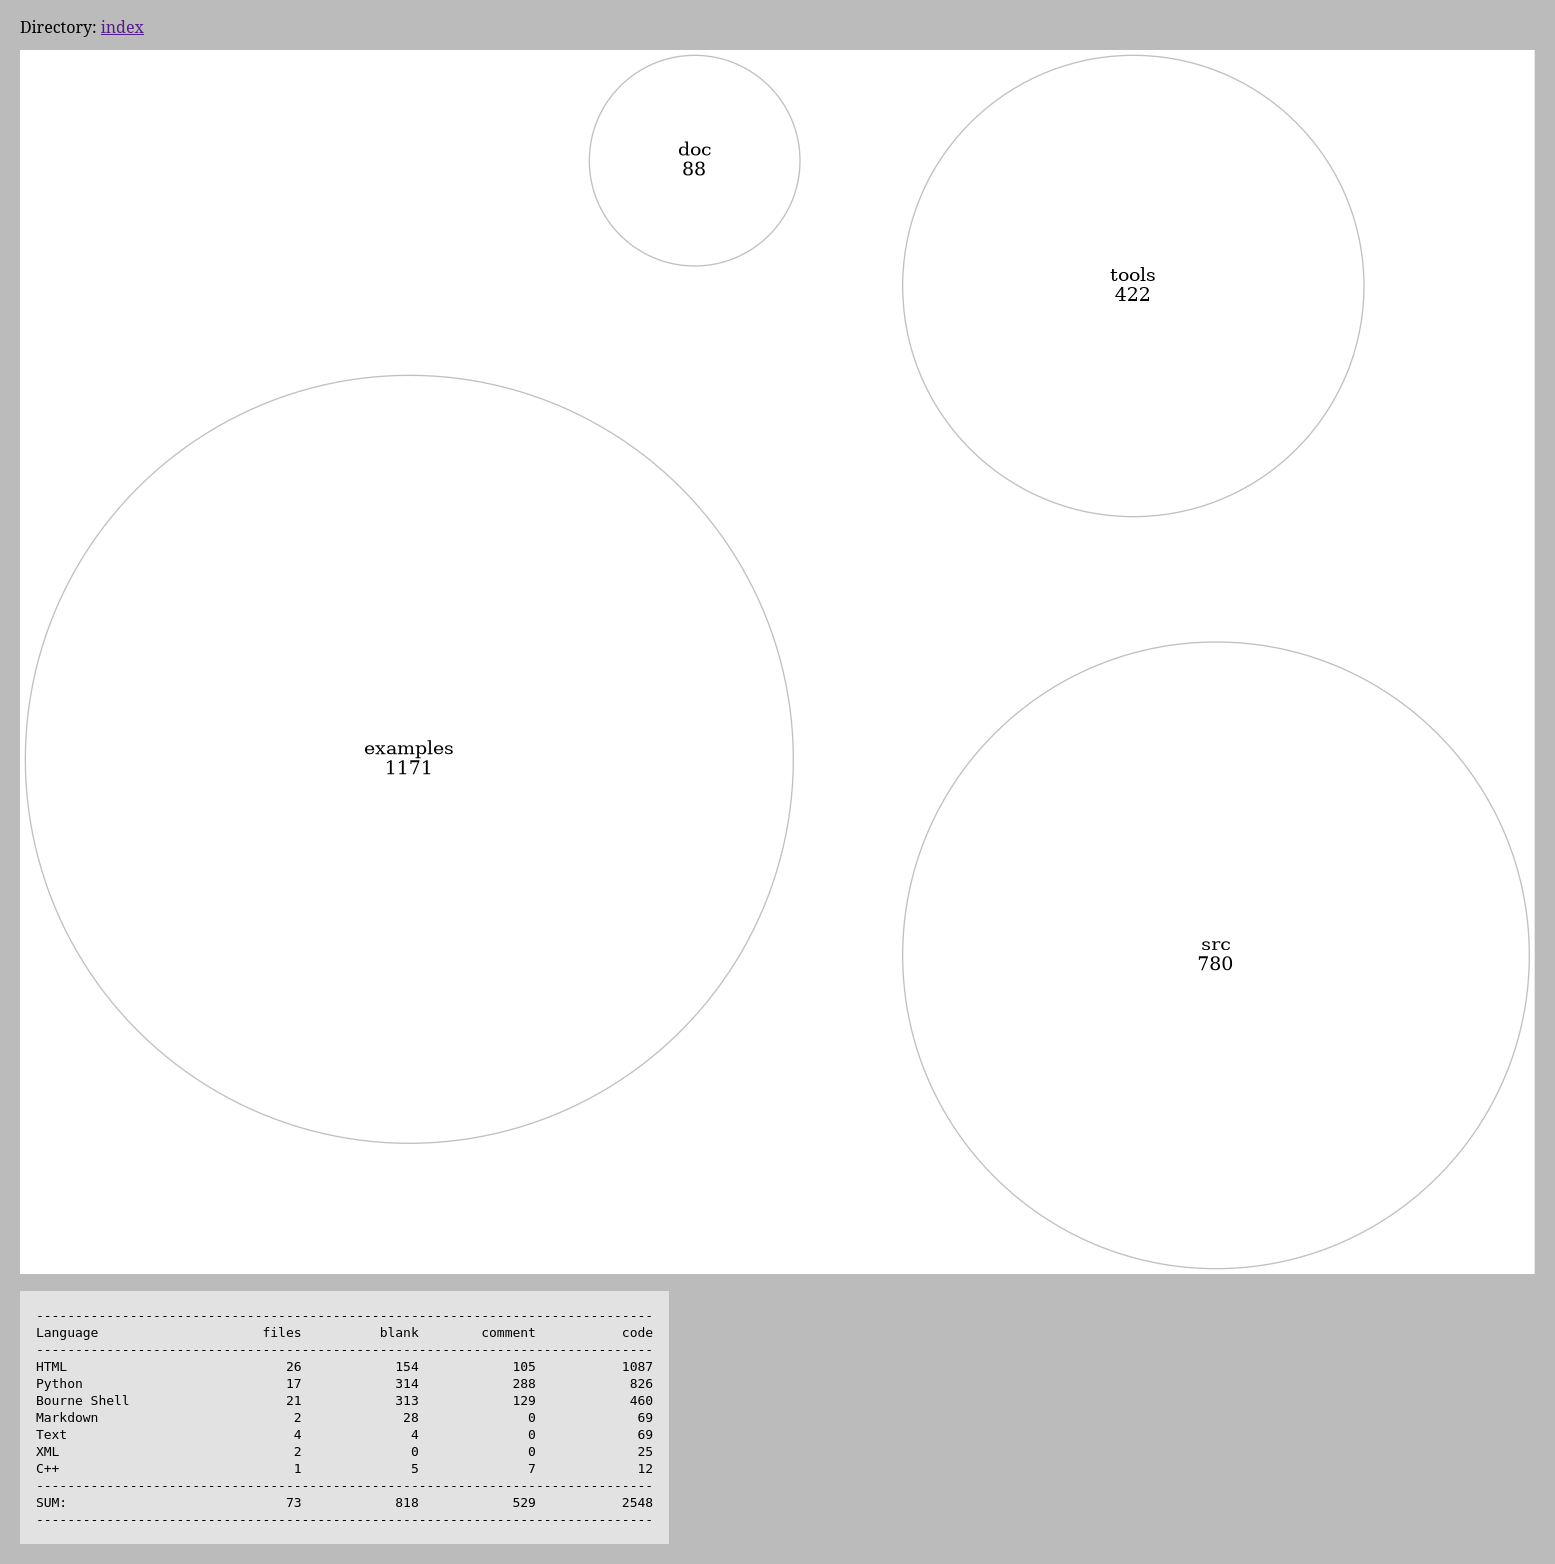 Directory: index
doc
88
tools
422
examples
1171
src
780
-------------------------------------------------------------------------------
Language                     files          blank        comment           code
-------------------------------------------------------------------------------
HTML                            26            154            105           1087
Python                          17            314            288            826
Bourne Shell                    21            313            129            460
Markdown                         2             28              0             69
Text                             4              4              0             69
XML                              2              0              0             25
C++                              1              5              7             12
-------------------------------------------------------------------------------
SUM:                            73            818            529           2548
-------------------------------------------------------------------------------